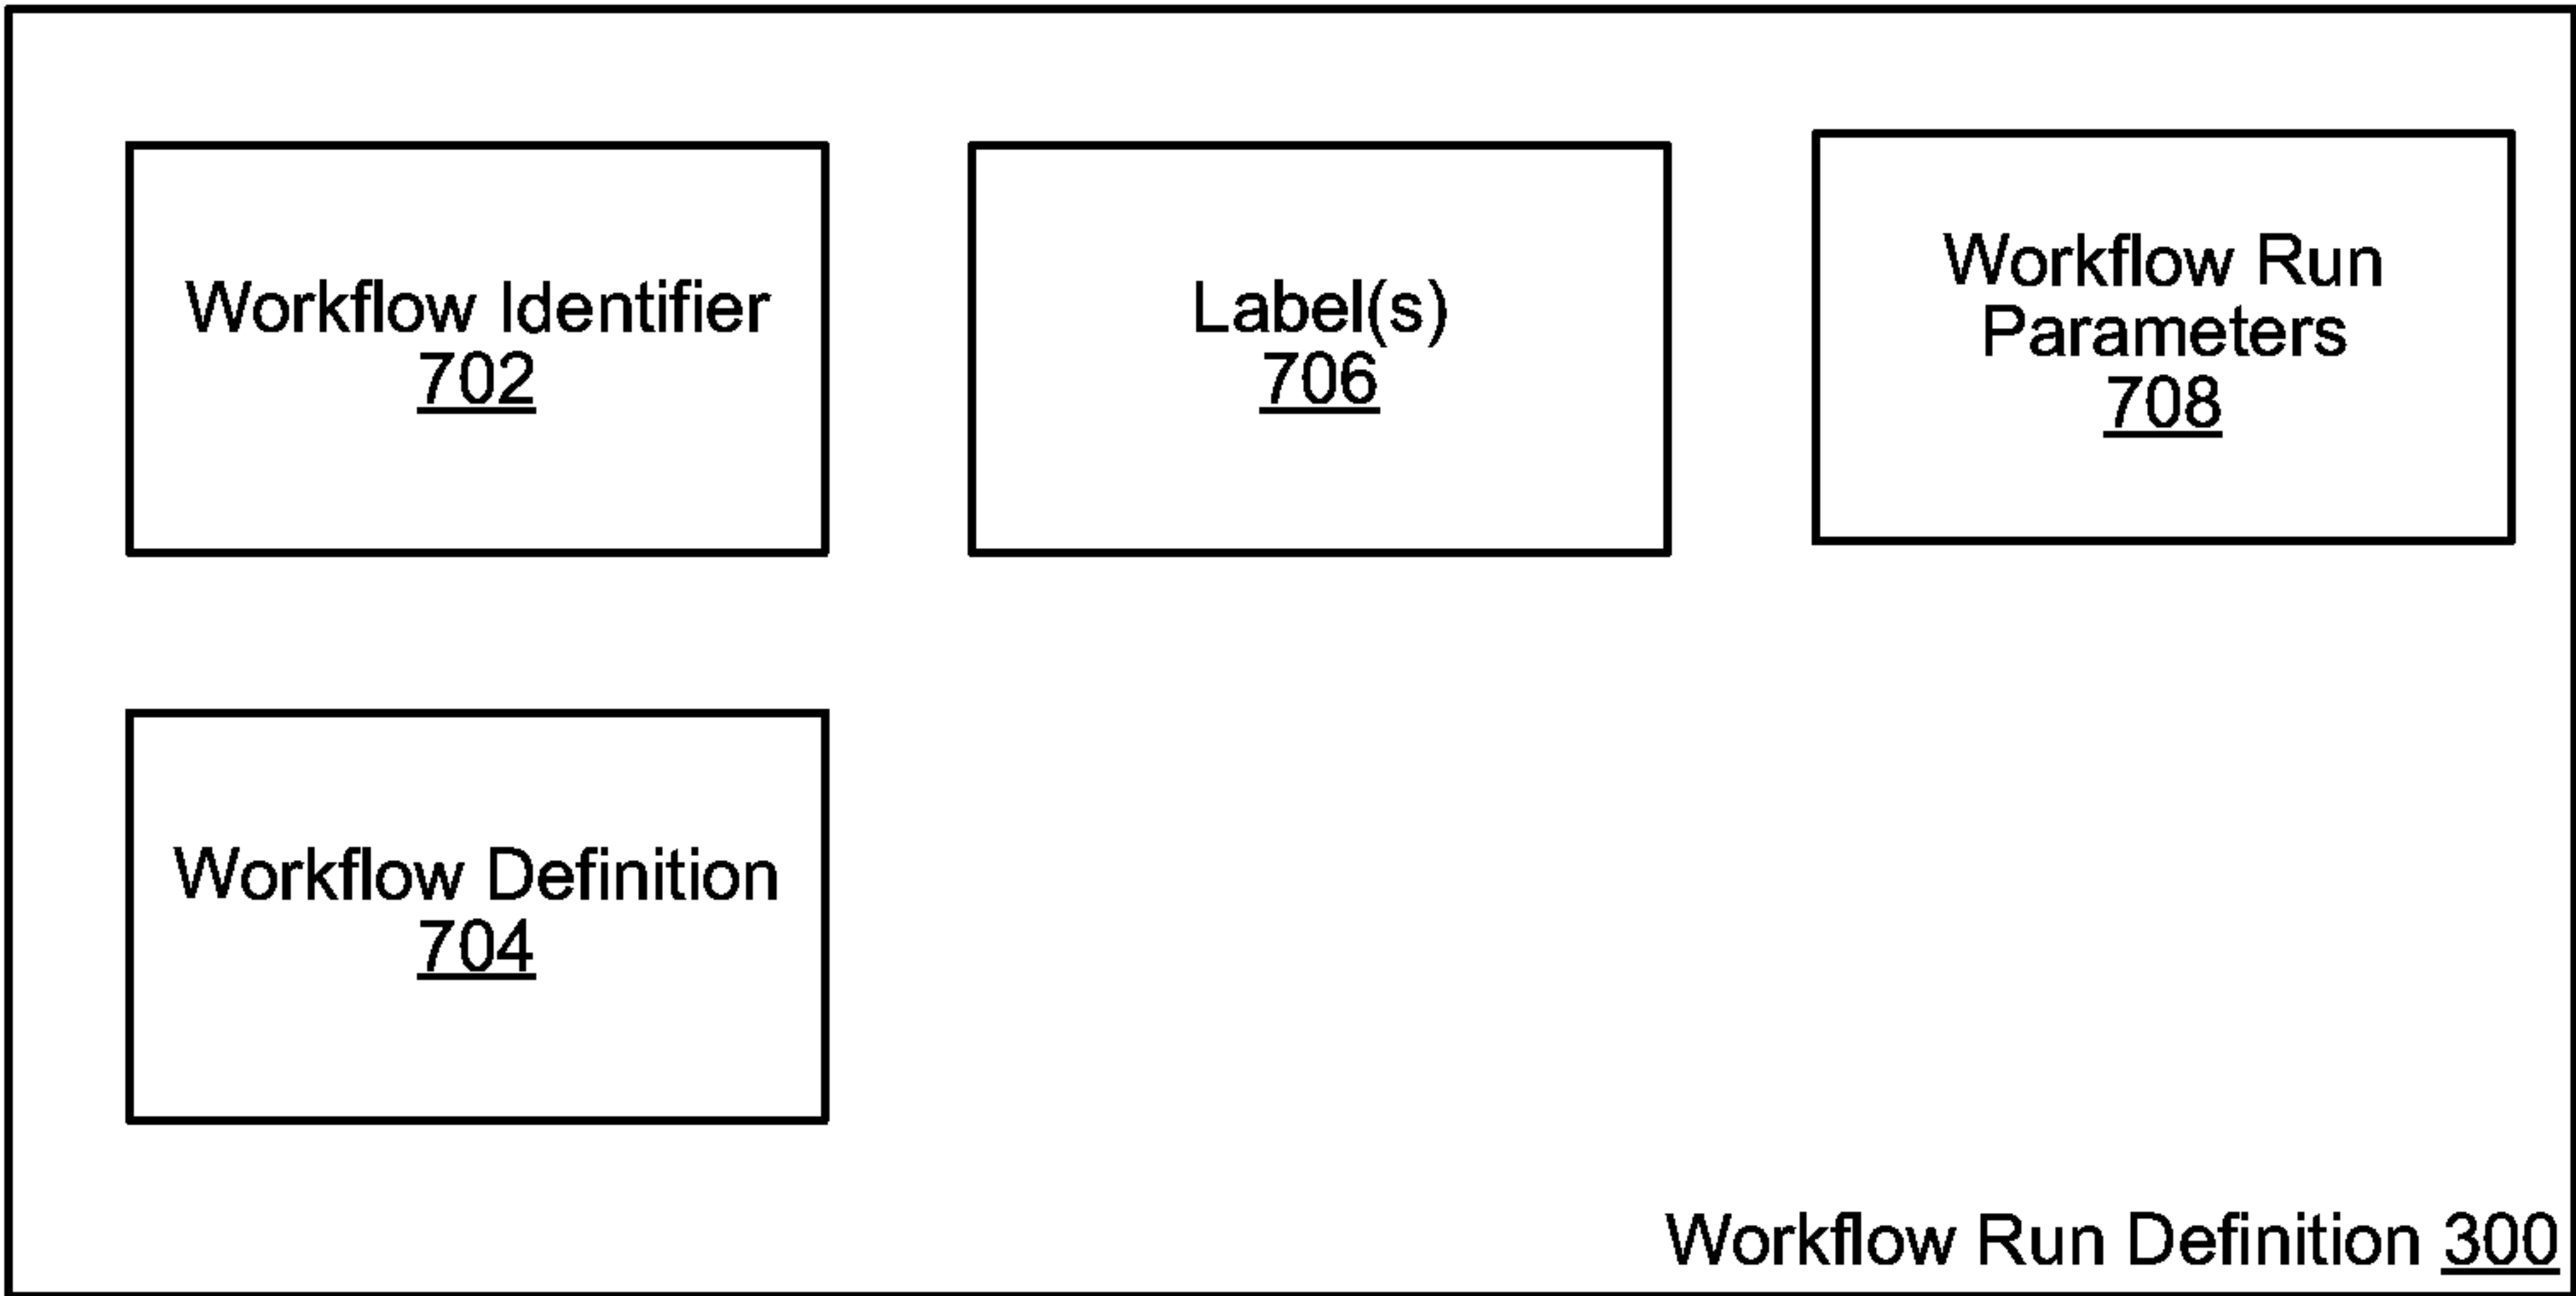 Workflow Identifier
702
Label(s)
706
Workflow Run
Parameters
708
Workflow Definition
704
Workflow Run Definition 300